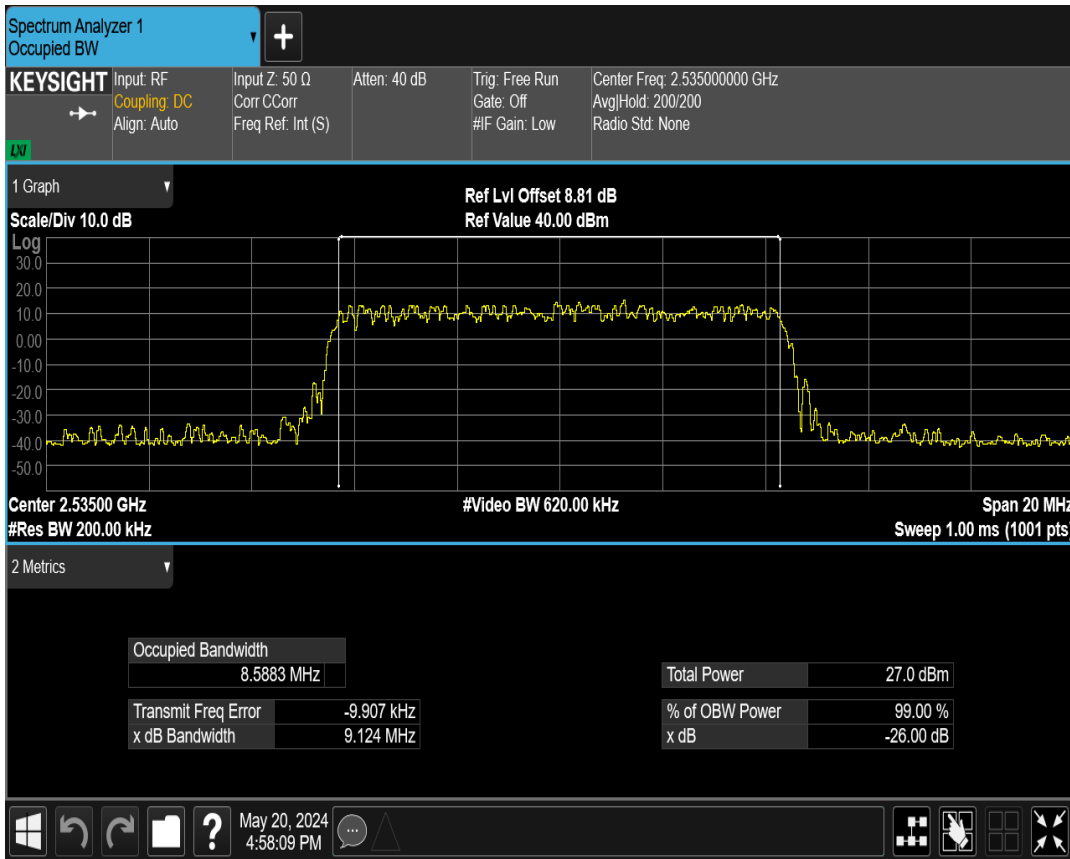 Spectrum Analyzer 1
Occupied BW
+
KEYSIGHT
LXI
Input: RF
Coupling: DC
Align: Auto
Input Z: 50 Ω
Corr CCorr
Freq Ref: Int (S)
Atten: 40 dB
Trig: Free Run
Gate: Off
#IF Gain: Low
Center Freq: 2.535000000 GHz
Avg|Hold: 200/200
Radio Std: None
1 Graph
Scale/Div 10.0 dB
Ref Lvl Offset 8.81 dB
Ref Value 40.00 dBm
Log
30.0
20.0
10.0
0.00
-10.0
-20.0
-30.0
-40.0
-50.0
Center 2.53500 GHz
#Video BW 620.00 kHz
Span 20 MHz
#Res BW 200.00 kHz
Sweep 1.00 ms (1001 pts)
2 Metrics
Occupied Bandwidth
8.5883 MHz
Total Power 27.0 dBm
Transmit Freq Error -9.907 kHz
% of OBW Power 99.00 %
x dB Bandwidth 9.124 MHz
x dB -26.00 dB
?
May 20, 2024
4:58:09 PM